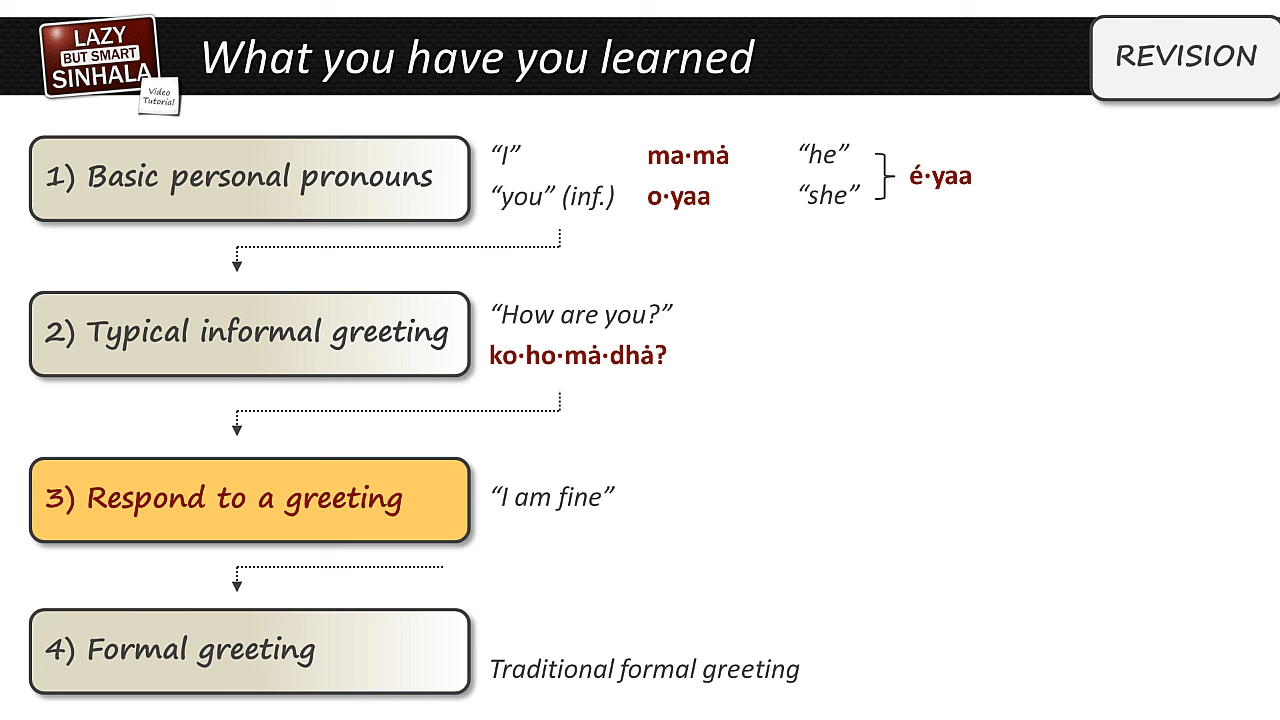 LAZY
BUT SMART
SINHALA
Video
Tutorial
What you have you learned
REVISION
1) Basic personal pronouns
“I” ma·mȧ “he”
“you” (inf.) o·yaa “she” é·yaa
2) Typical informal greeting
“How are you?”
ko·ho·mȧ·dhȧ?
3) Respond to a greeting
“I am fine”
4) Formal greeting
Traditional formal greeting